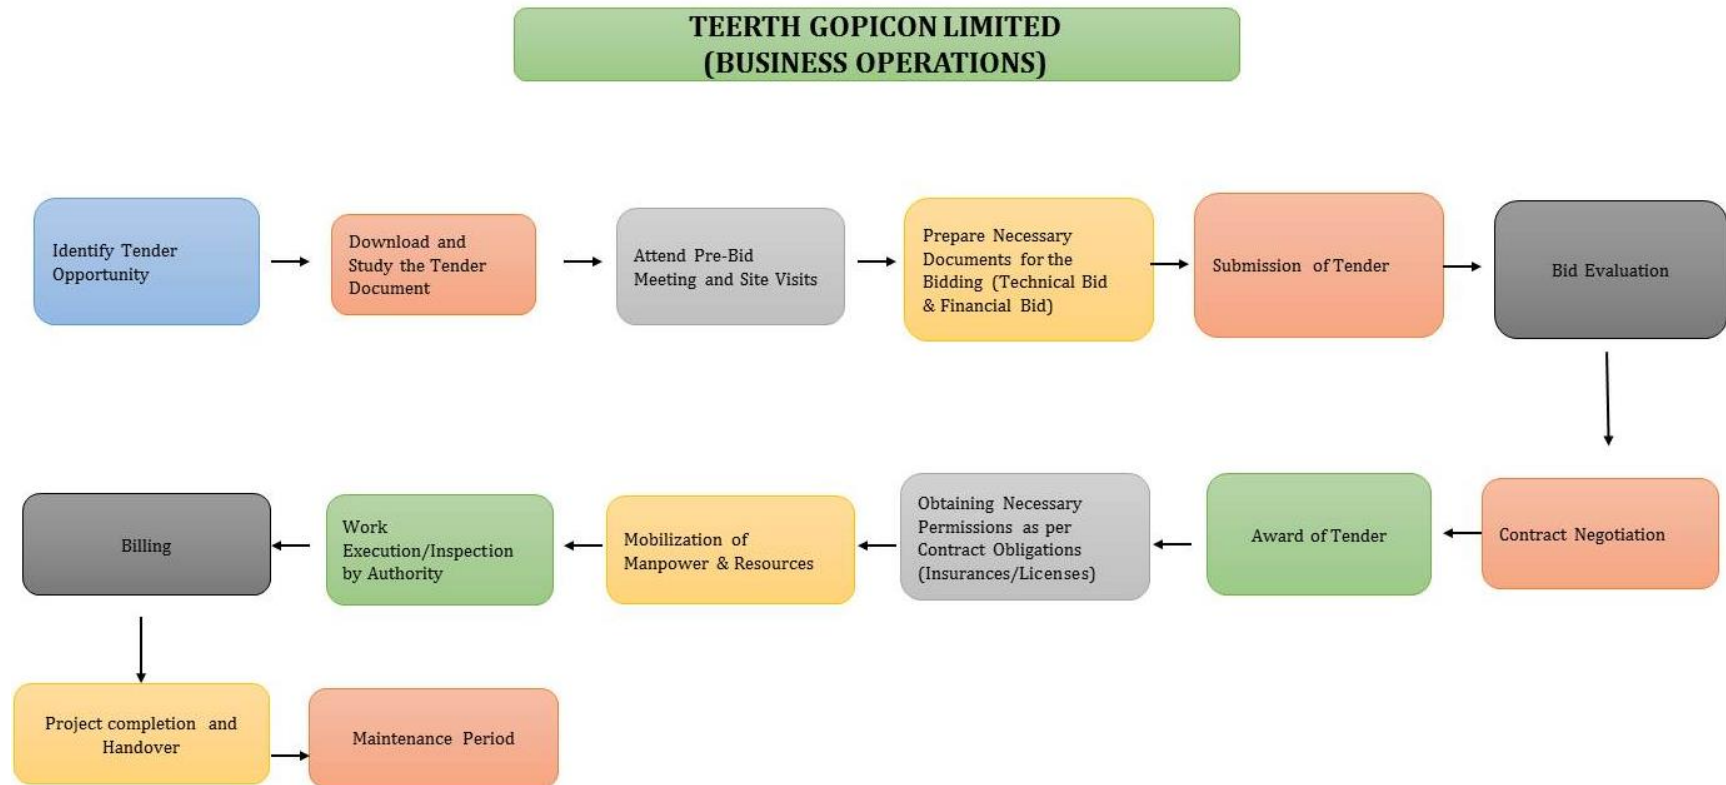 TEERTH GOPICON LIMITED
(BUSINESS OPERATIONS)
Identify Tender
Opportunity
Download and
Study the Tender
Document
Attend Pre-Bid
Meeting and Site Visits
Prepare Necessary
Documents for the
Bidding (Technical Bid
& Financial Bid)
Submission of Tender
Bid Evaluation
Contract Negotiation
Award of Tender
Obtaining Necessary
Permissions as per
Contract Obligations
(Insurances/Licenses)
Mobilization of
Manpower & Resources
Work
Execution/Inspection
by Authority
Billing
Project completion and
Handover
Maintenance Period